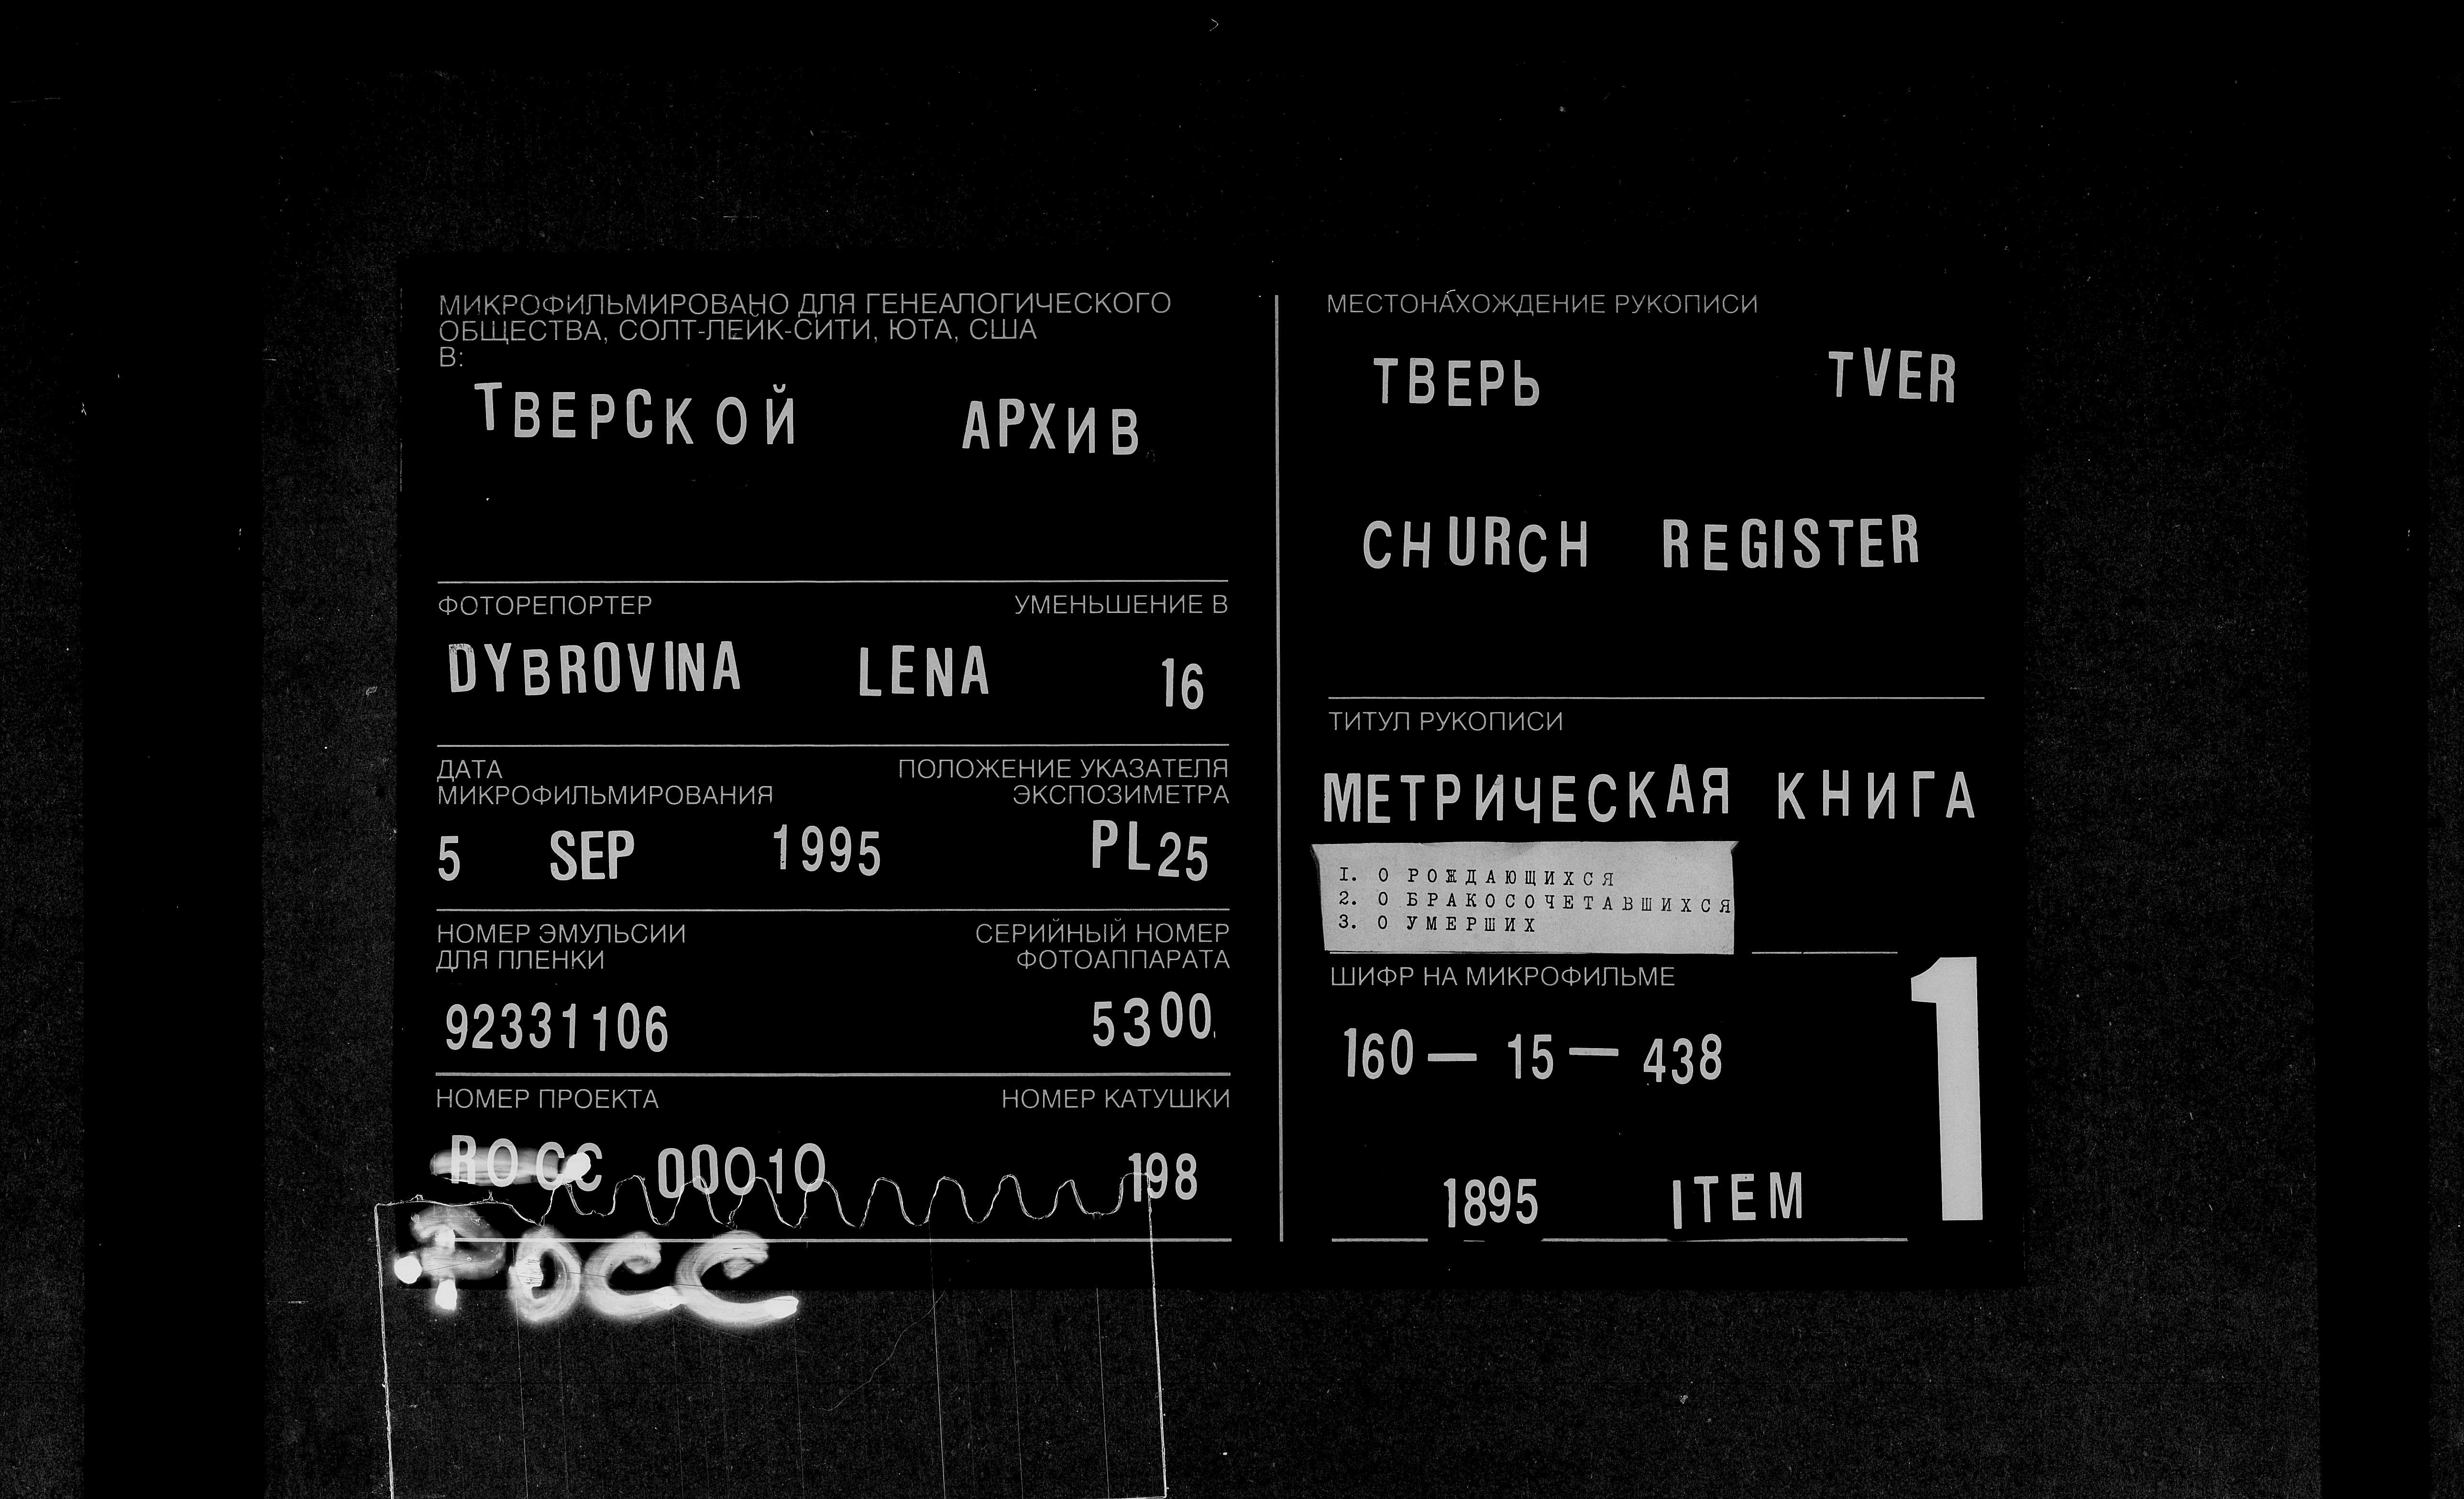 МИКРОФИЛЬМИРОВАНО ДЛЯ ГЕНЕАЛОГИЧЕСКОГО
ОБЩЕСТВА, СОЛТ-ЛЕЙК-СИТИ, ЮТА, США
В:
ТВЕРСКОЙ АРХИВ
ФОТОРЕПОРТЕР УМЕНЬШЕНИЕ В
DYBROVINA LENA 16
ДАТА ПОЛОЖЕНИЕ УКАЗАТЕЛЯ
МИКРОФИЛЬМИРОВАНИЯ ЭКСПОЗИМЕТРА
5 SEP 1995 PL25
НОМЕР ЭМУЛЬСИИ СЕРИЙНЫЙ НОМЕР
ДЛЯ ПЛЕНКИ ФОТОАППАРАТА
92331106 5300
НОМЕР ПРОЕКТА НОМЕР КАТУШКИ
ROCC 00010 198
РОСС
МЕСТОНАХОЖДЕНИЕ РУКОПИСИ
ТВЕРЬ TVER
CHURCH REGISTER
ТИТУЛ РУКОПИСИ
МЕТРИЧЕСКАЯ КНИГА
1. О РОЖДАЮЩИХСЯ
2. О БРАКОСОЧЕТАВШИХСЯ
3. О УМЕРШИХ
ШИФР НА МИКРОФИЛЬМЕ
160 — 15 — 438
1895 ITEM 1